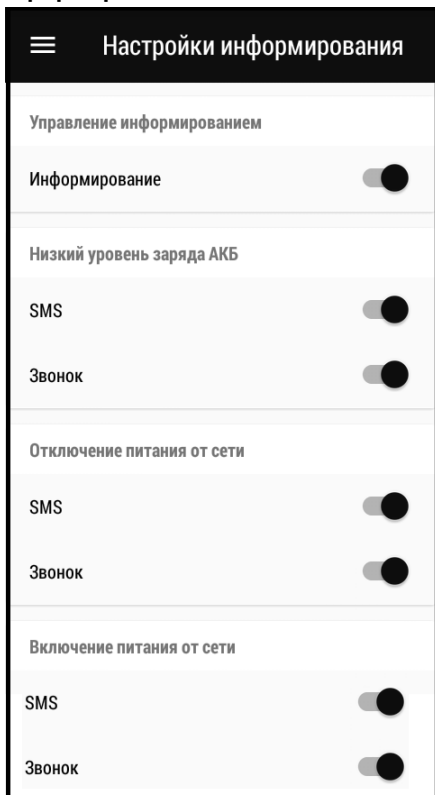 Настройки информирования
Управление информированием
Информирование
Низкий уровень заряда АКБ
SMS
Звонок
Отключение питания от сети
SMS
Звонок
Включение питания от сети
SMS
Звонок